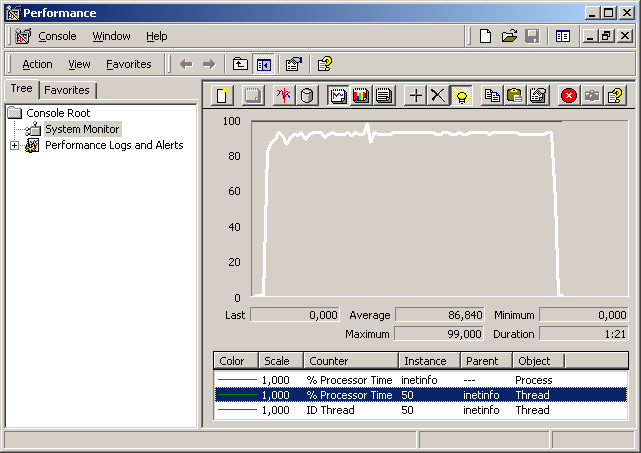 Performance
Console Window Help
Action View Favorites
Tree Favorites
Console Root
System Monitor
Performance Logs and Alerts
100
80
60
40
20
0
Last 0,000 Average 86,840 Minimum 0,000
Maximum 99,000 Duration 1:21
Color Scale Counter Instance Parent Object
1,000 % Processor Time inetinfo --- Process
1,000 % Processor Time 50 inetinfo Thread
1,000 ID Thread 50 inetinfo Thread